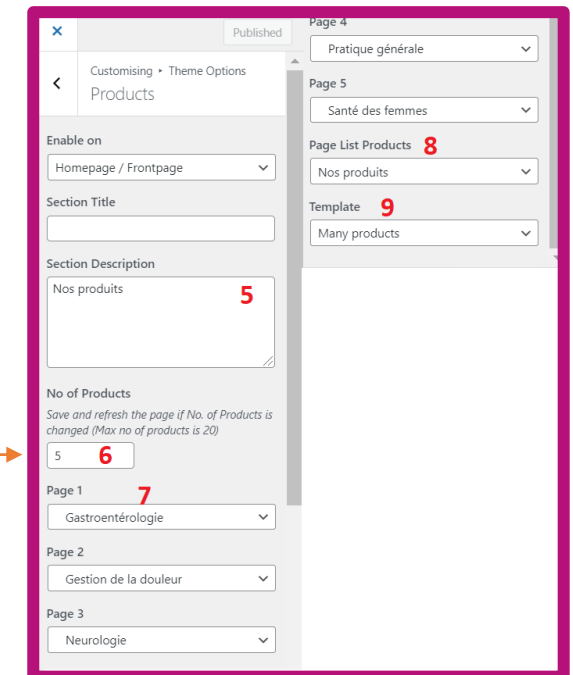 ×
Published
Customising ▸ Theme Options
Products
Enable on
Homepage / Frontpage
Section Title
Section Description
Nos produits
5
No of Products
Save and refresh the page if No. of Products is
changed (Max no of products is 20)
5
6
Page 1
7
Gastroentérologie
Page 2
Gestion de la douleur
Page 3
Neurologie
Page 4
Pratique générale
Page 5
Santé des femmes
Page List Products 8
Nos produits
Template 9
Many products